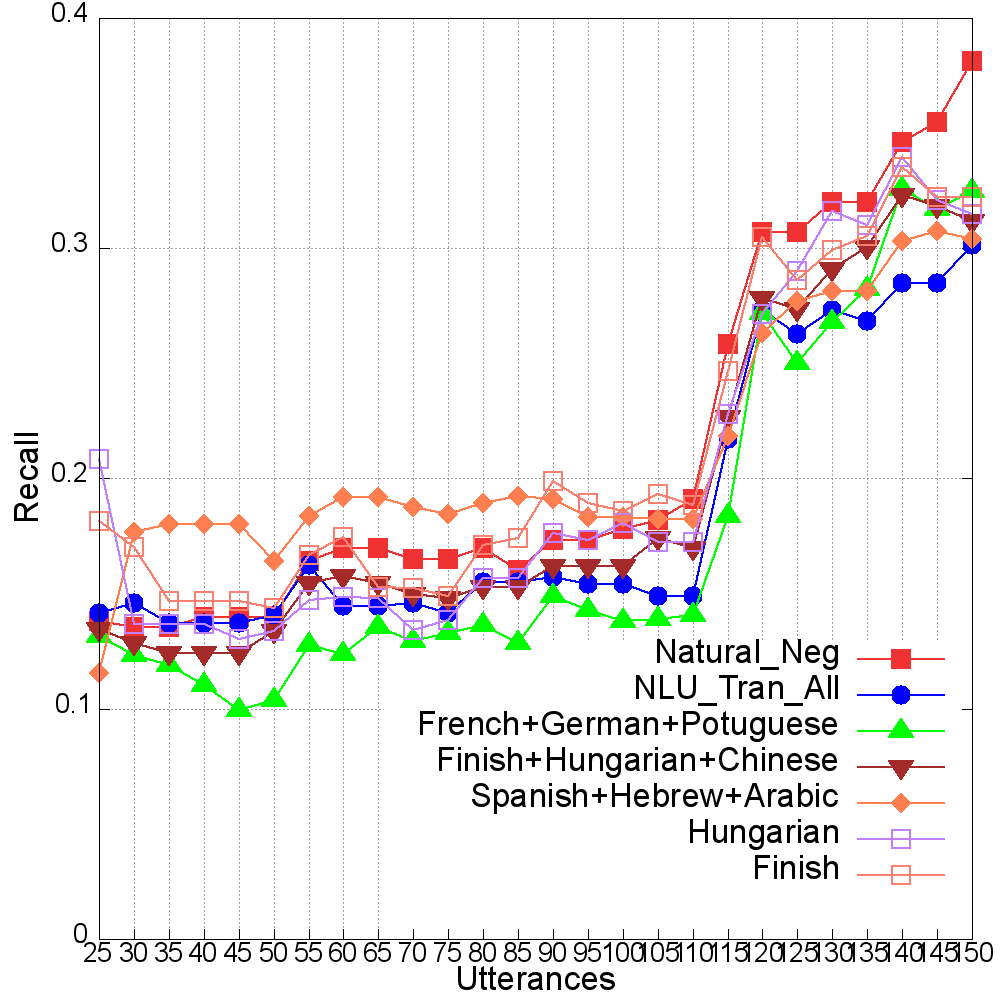 0.4
0.3
0.2
0.1
0
Recall
Natural_Neg
NLU_Tran_All
French+German+Potuguese
Finish+Hungarian+Chinese
Spanish+Hebrew+Arabic
Hungarian
Finish
25 30 35 40 45 50 55 60 65 70 75 80 85 90 95 100 105 110 115 120 125 130 135 140 145 150
Utterances